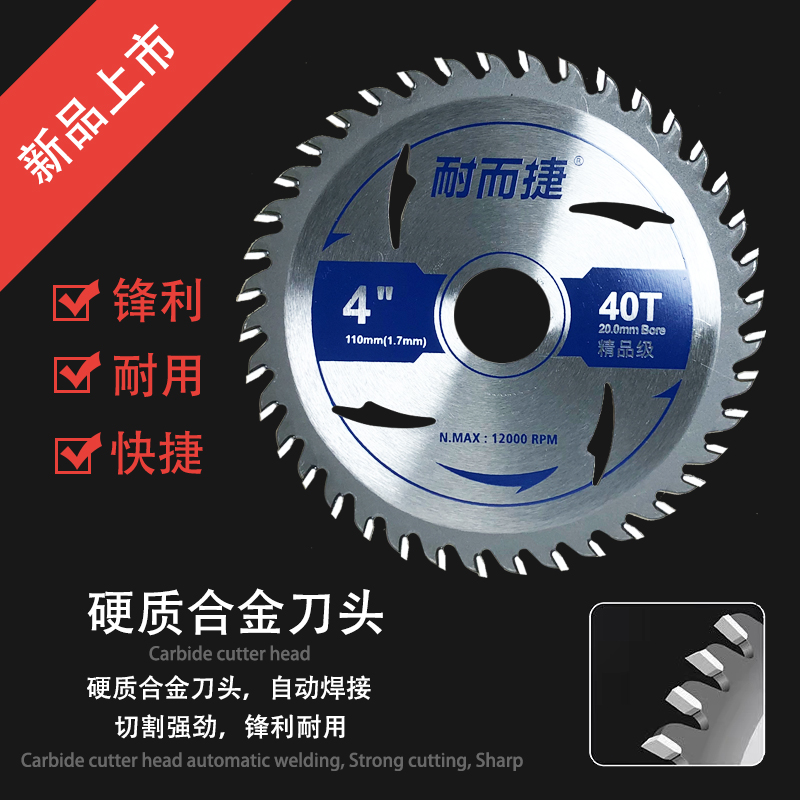 新品上市
耐而捷®
锋利
耐用
快捷
4"
110mm(1.7mm)
40T
20.0mm Bore
精品级
N.MAX : 12000 RPM
硬质合金刀头
Carbide cutter head
硬质合金刀头，自动焊接
切割强劲，锋利耐用
Carbide cutter head automatic welding, Strong cutting, Sharp